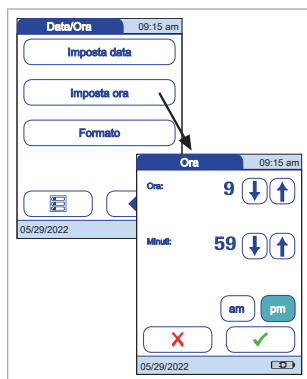 Data/Ora 09:15 am
Imposta data
Imposta ora
Formato
05/29/2022
Ora 09:15 am
Ora: 9
Minuti: 59
am pm
05/29/2022